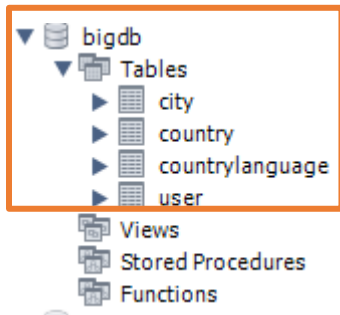 bigdb
Tables
city
country
countrylanguage
user
Views
Stored Procedures
Functions